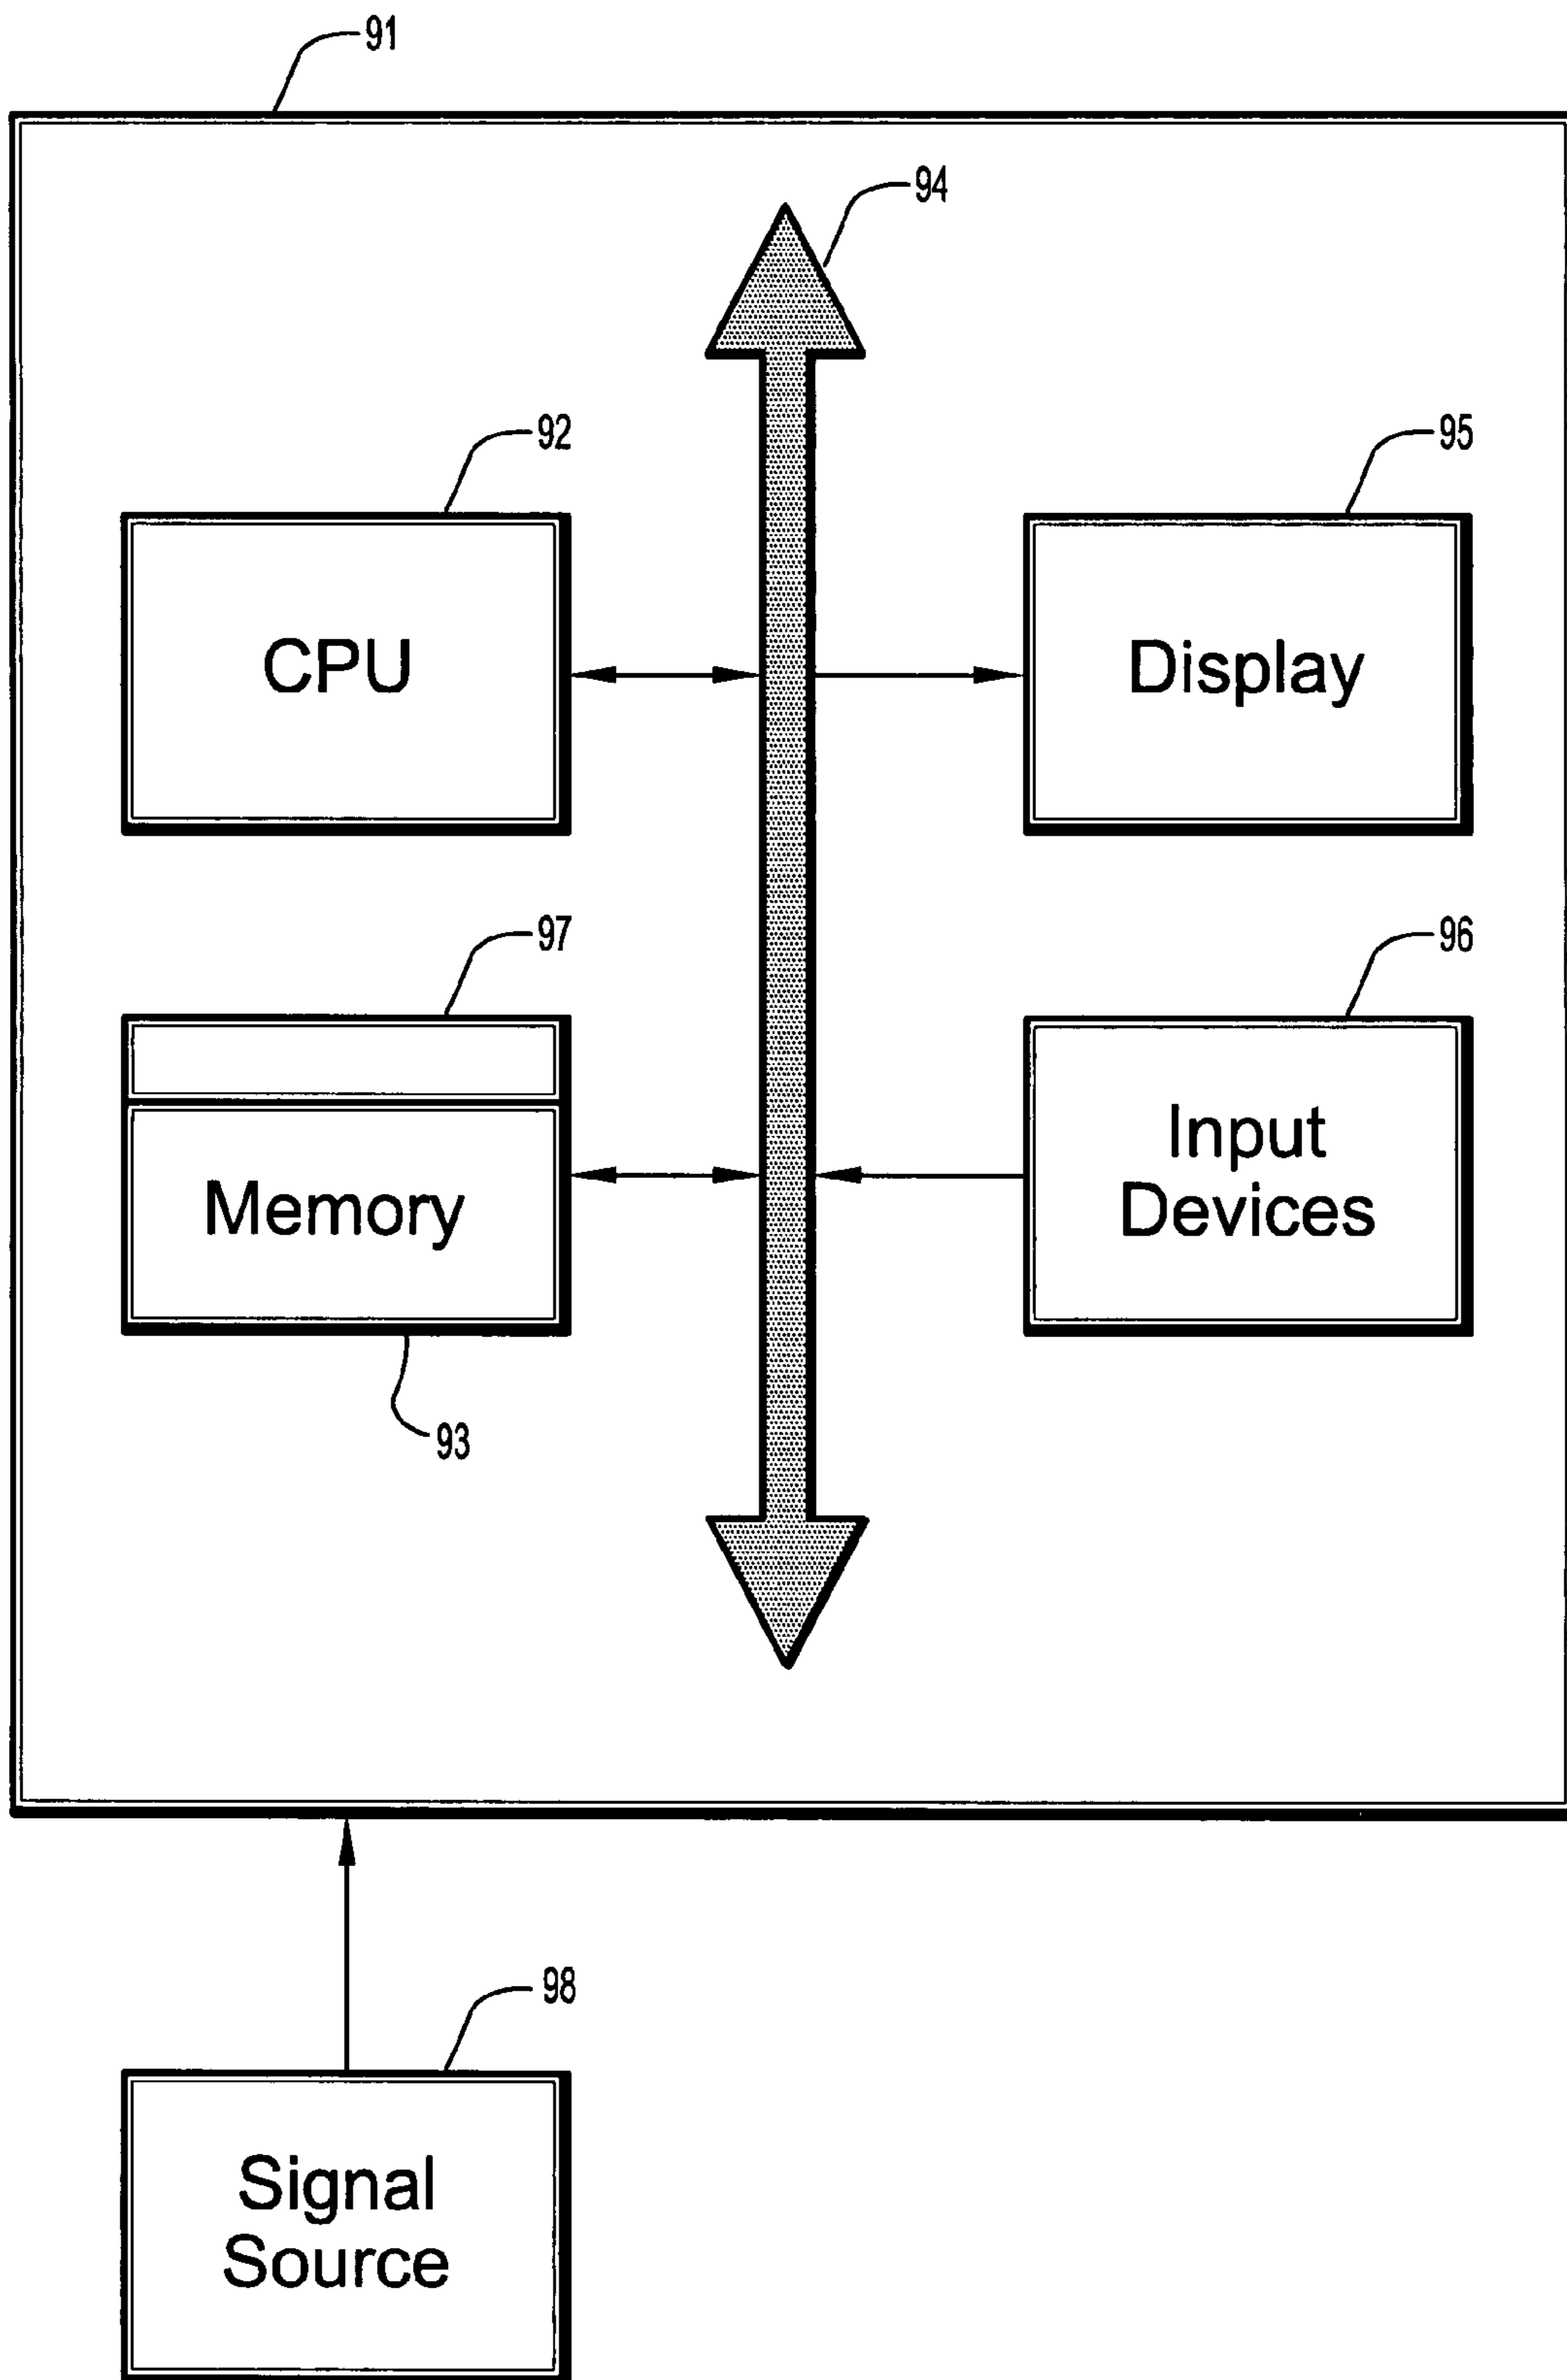 91
94
92
95
CPU
Display
97
96
Memory
Input
Devices
93
98
Signal
Source